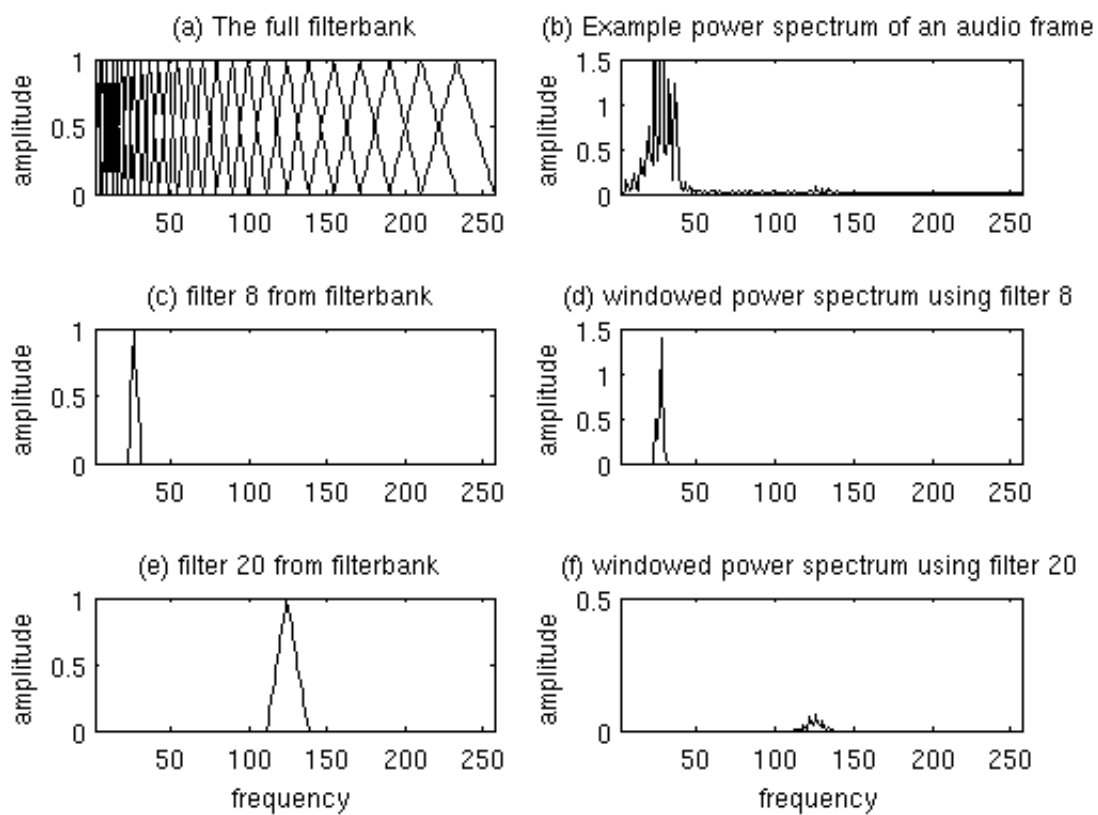 (a) The full filterbank
amplitude
1
0.5
0
50 100 150 200 250
(b) Example power spectrum of an audio frame
amplitude
1.5
1
0.5
0
50 100 150 200 250
(c) filter 8 from filterbank
amplitude
1
0.5
0
50 100 150 200 250
(d) windowed power spectrum using filter 8
amplitude
1.5
1
0.5
0
50 100 150 200 250
(e) filter 20 from filterbank
amplitude
1
0.5
0
50 100 150 200 250
frequency
(f) windowed power spectrum using filter 20
amplitude
0.5
0
50 100 150 200 250
frequency